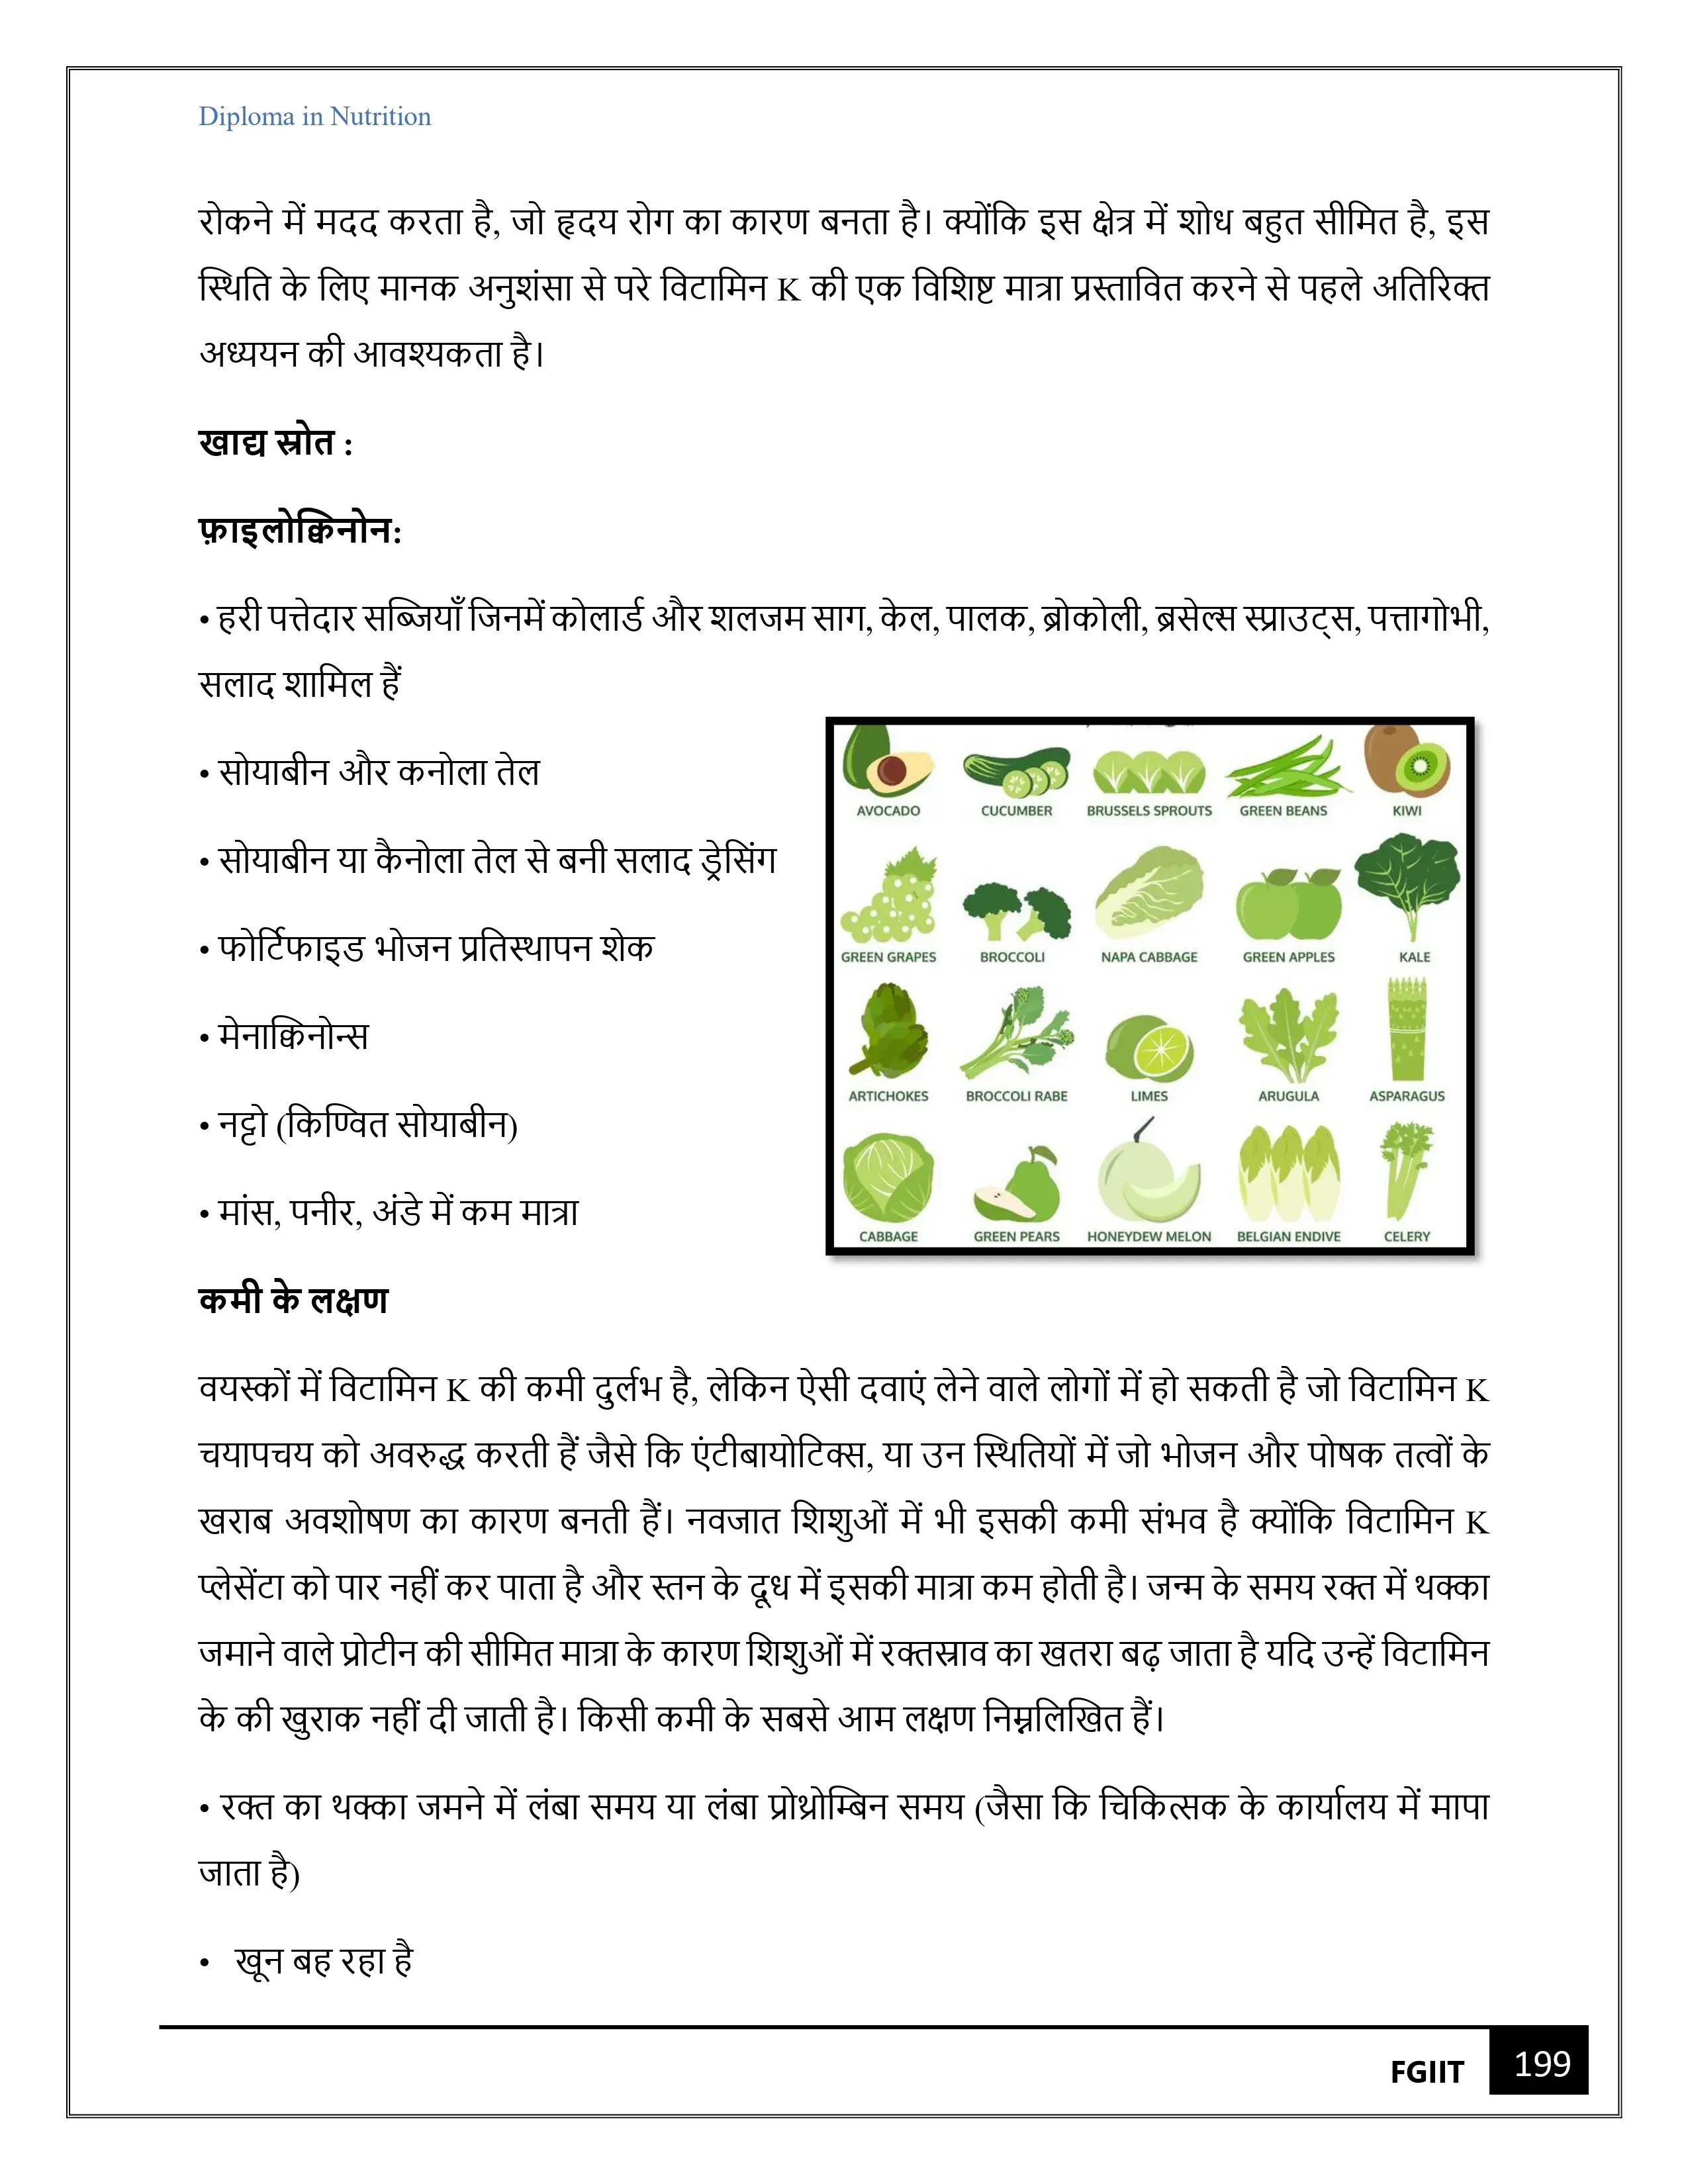 Diploma in Nutrition
रोकने में मदद करता है, जो हृदय रोग का कारण बनता है। क्योंकि इस क्षेत्र में शोध बहुत सीमित है, इस
स्थिति के लिए मानक अनुशंसा से परे विटामिन K की एक विशिष्ट मात्रा प्रस्तावित करने से पहले अतिरिक्त
अध्ययन की आवश्यकता है।
खाद्य स्रोत :
फ़ाइलोक्विनोन:
• हरी पत्तेदार सब्जियाँ जिनमें कोलार्ड और शलजम साग, केल, पालक, ब्रोकोली, ब्रसेल्स स्प्राउट्स, पत्तागोभी,
सलाद शामिल हैं
• सोयाबीन और कनोला तेल
• सोयाबीन या कैनोला तेल से बनी सलाद ड्रेसिंग
• फोर्टिफाइड भोजन प्रतिस्थापन शेक
• मेनाक्विनोन्स
• नट्टो (किण्वित सोयाबीन)
• मांस, पनीर, अंडे में कम मात्रा
AVOCADO CUCUMBER BRUSSELS SPROUTS GREEN BEANS KIWI
GREEN GRAPES BROCCOLI NAPA CABBAGE GREEN APPLES KALE
ARTICHOKES BROCCOLI RABE LIMES ARUGULA ASPARAGUS
CABBAGE GREEN PEARS HONEYDEW MELON BELGIAN ENDIVE CELERY
कमी के लक्षण
वयस्कों में विटामिन K की कमी दुर्लभ है, लेकिन ऐसी दवाएं लेने वाले लोगों में हो सकती है जो विटामिन K
चयापचय को अवरुद्ध करती हैं जैसे कि एंटीबायोटिक्स, या उन स्थितियों में जो भोजन और पोषक तत्वों के
खराब अवशोषण का कारण बनती हैं। नवजात शिशुओं में भी इसकी कमी संभव है क्योंकि विटामिन K
प्लेसेंटा को पार नहीं कर पाता है और स्तन के दूध में इसकी मात्रा कम होती है। जन्म के समय रक्त में थक्का
जमाने वाले प्रोटीन की सीमित मात्रा के कारण शिशुओं में रक्तस्राव का खतरा बढ़ जाता है यदि उन्हें विटामिन
के की खुराक नहीं दी जाती है। किसी कमी के सबसे आम लक्षण निम्नलिखित हैं।
• रक्त का थक्का जमने में लंबा समय या लंबा प्रोथ्रोम्बिन समय (जैसा कि चिकित्सक के कार्यालय में मापा
जाता है)
• खून बह रहा है
FGIIT 199